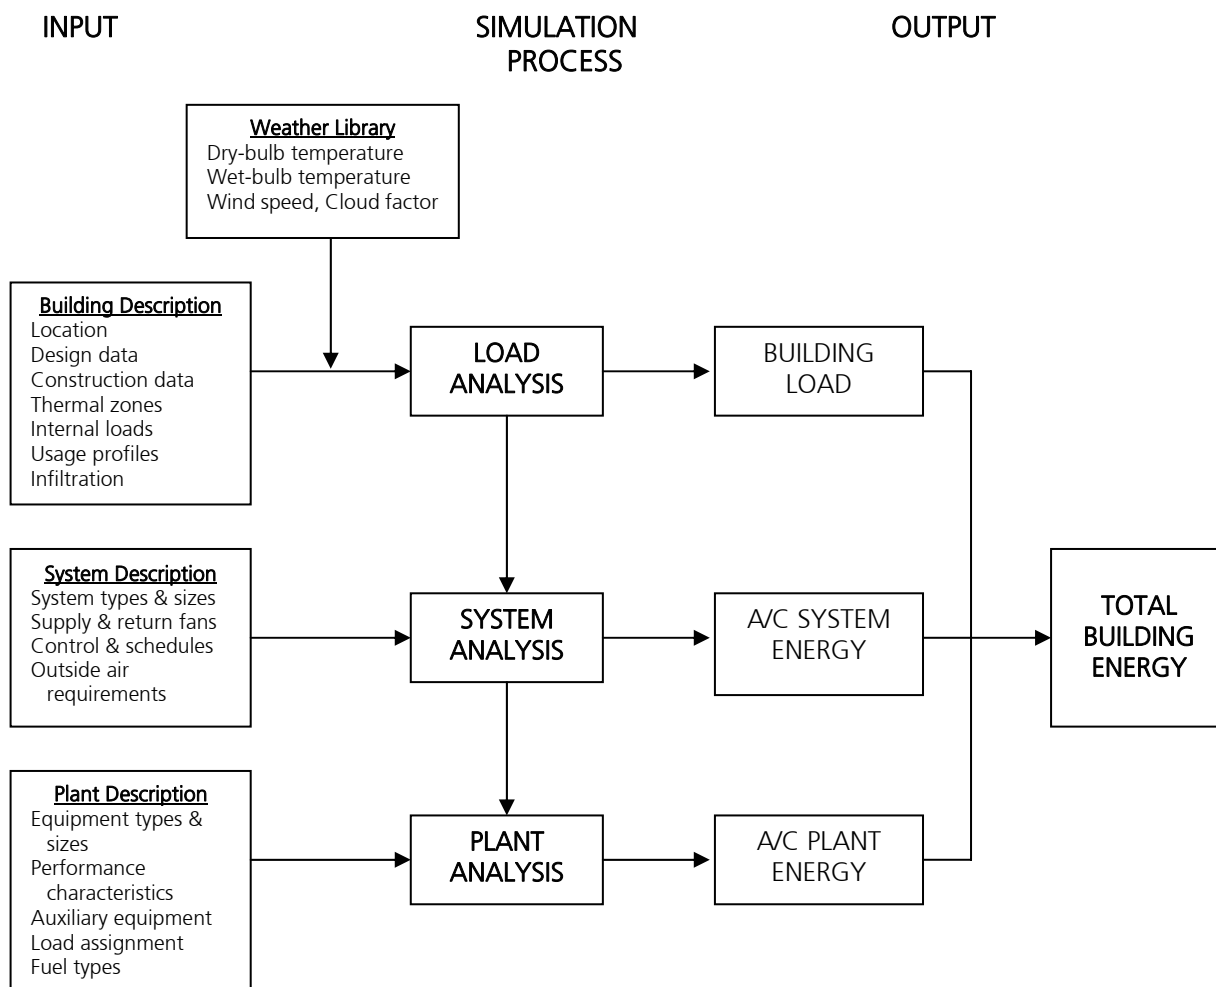 INPUT
SIMULATION
PROCESS
OUTPUT
Weather Library
Dry-bulb temperature
Wet-bulb temperature
Wind speed, Cloud factor
Building Description
Location
Design data
Construction data
Thermal zones
Internal loads
Usage profiles
Infiltration
LOAD
ANALYSIS
BUILDING
LOAD
System Description
System types & sizes
Supply & return fans
Control & schedules
Outside air
requirements
SYSTEM
ANALYSIS
A/C SYSTEM
ENERGY
TOTAL
BUILDING
ENERGY
Plant Description
Equipment types &
sizes
Performance
characteristics
Auxiliary equipment
Load assignment
Fuel types
PLANT
ANALYSIS
A/C PLANT
ENERGY